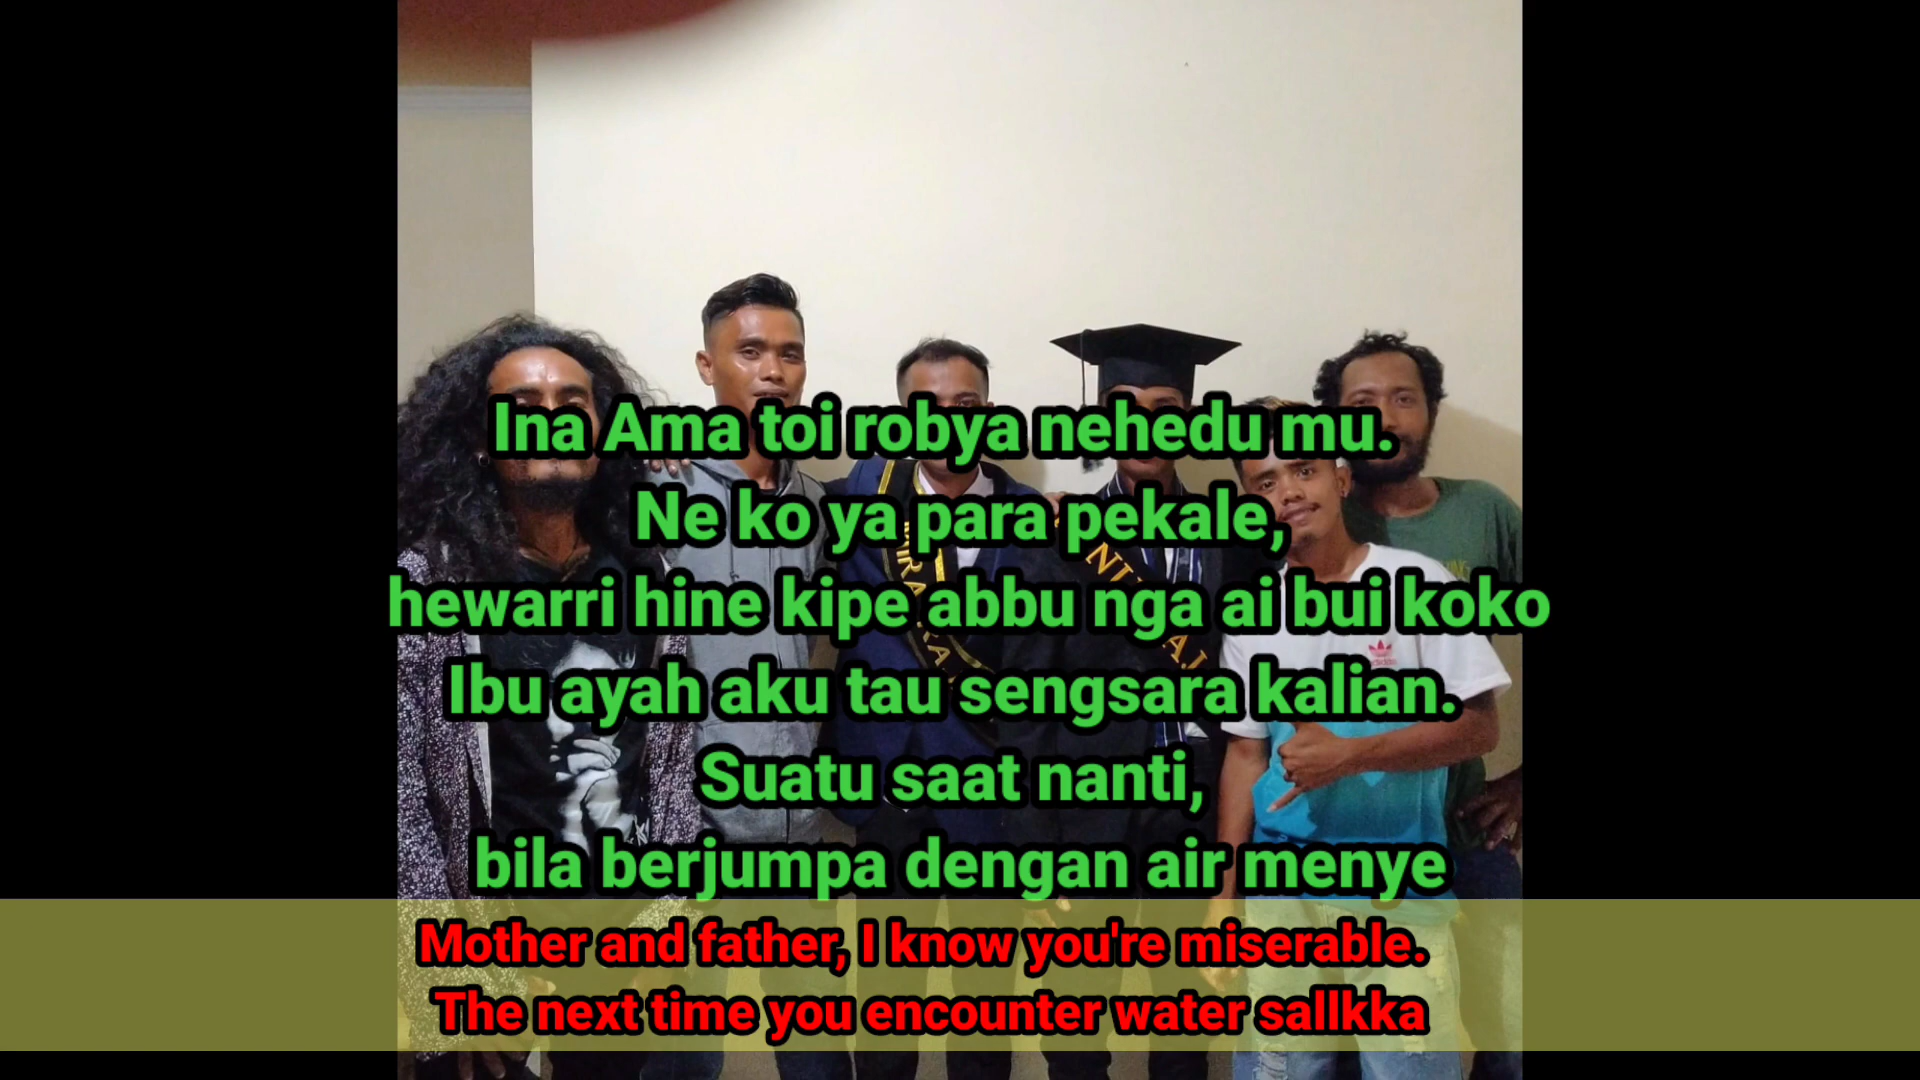 Ina Ama toi robya nehedu mu.
Ne ko ya para pekale,
hewarri hine kipe abbu nga ai bui koko
Ibu ayah aku tau sengsara kalian.
Suatu saat nanti,
bila berjumpa dengan air menye
Mother and father, I know you're miserable.
The next time you encounter water sallkka
adidas